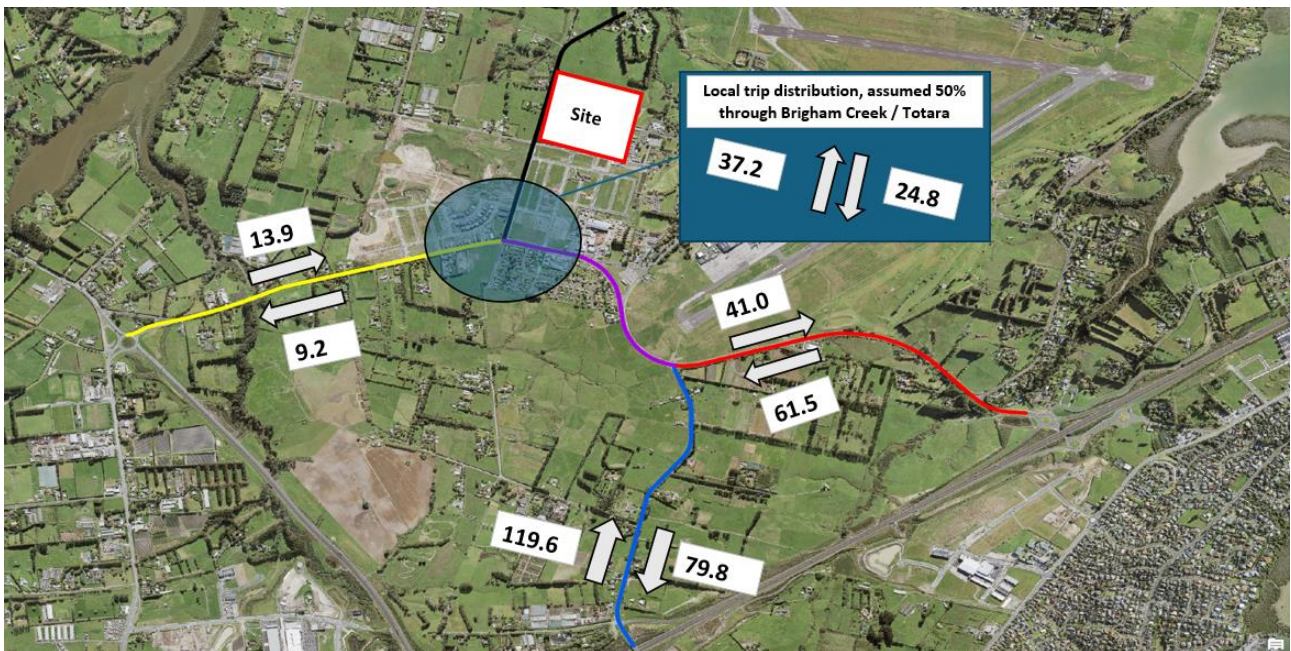 Site
Local trip distribution, assumed 50%
through Brigham Creek / Totara
37.2
24.8
13.9
9.2
41.0
61.5
119.6
79.8